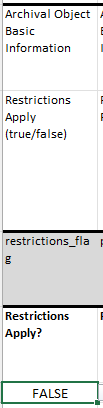 Archival Object
Basic
Information
Restrictions
Apply
(true/false)
restrictions_fla
g
Restrictions
Apply?
FALSE